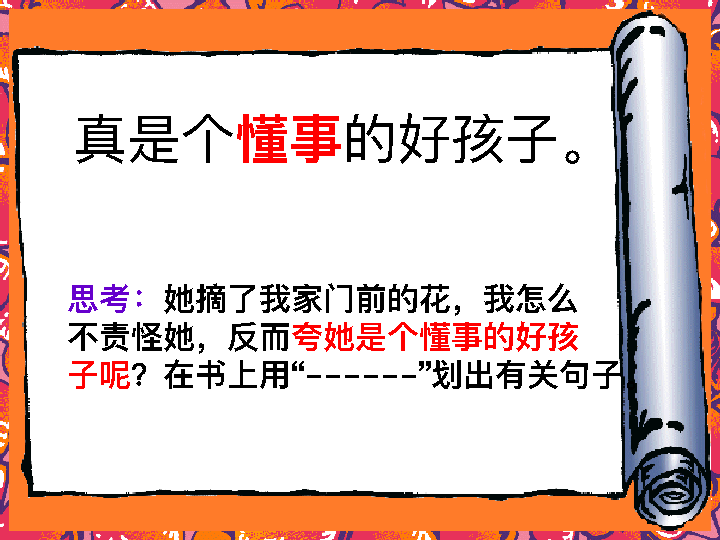 真是个懂事的好孩子。
思考：她摘了我家门前的花，我怎么
不责怪她，反而夸她是个懂事的好孩
子呢？在书上用“------”划出有关句子